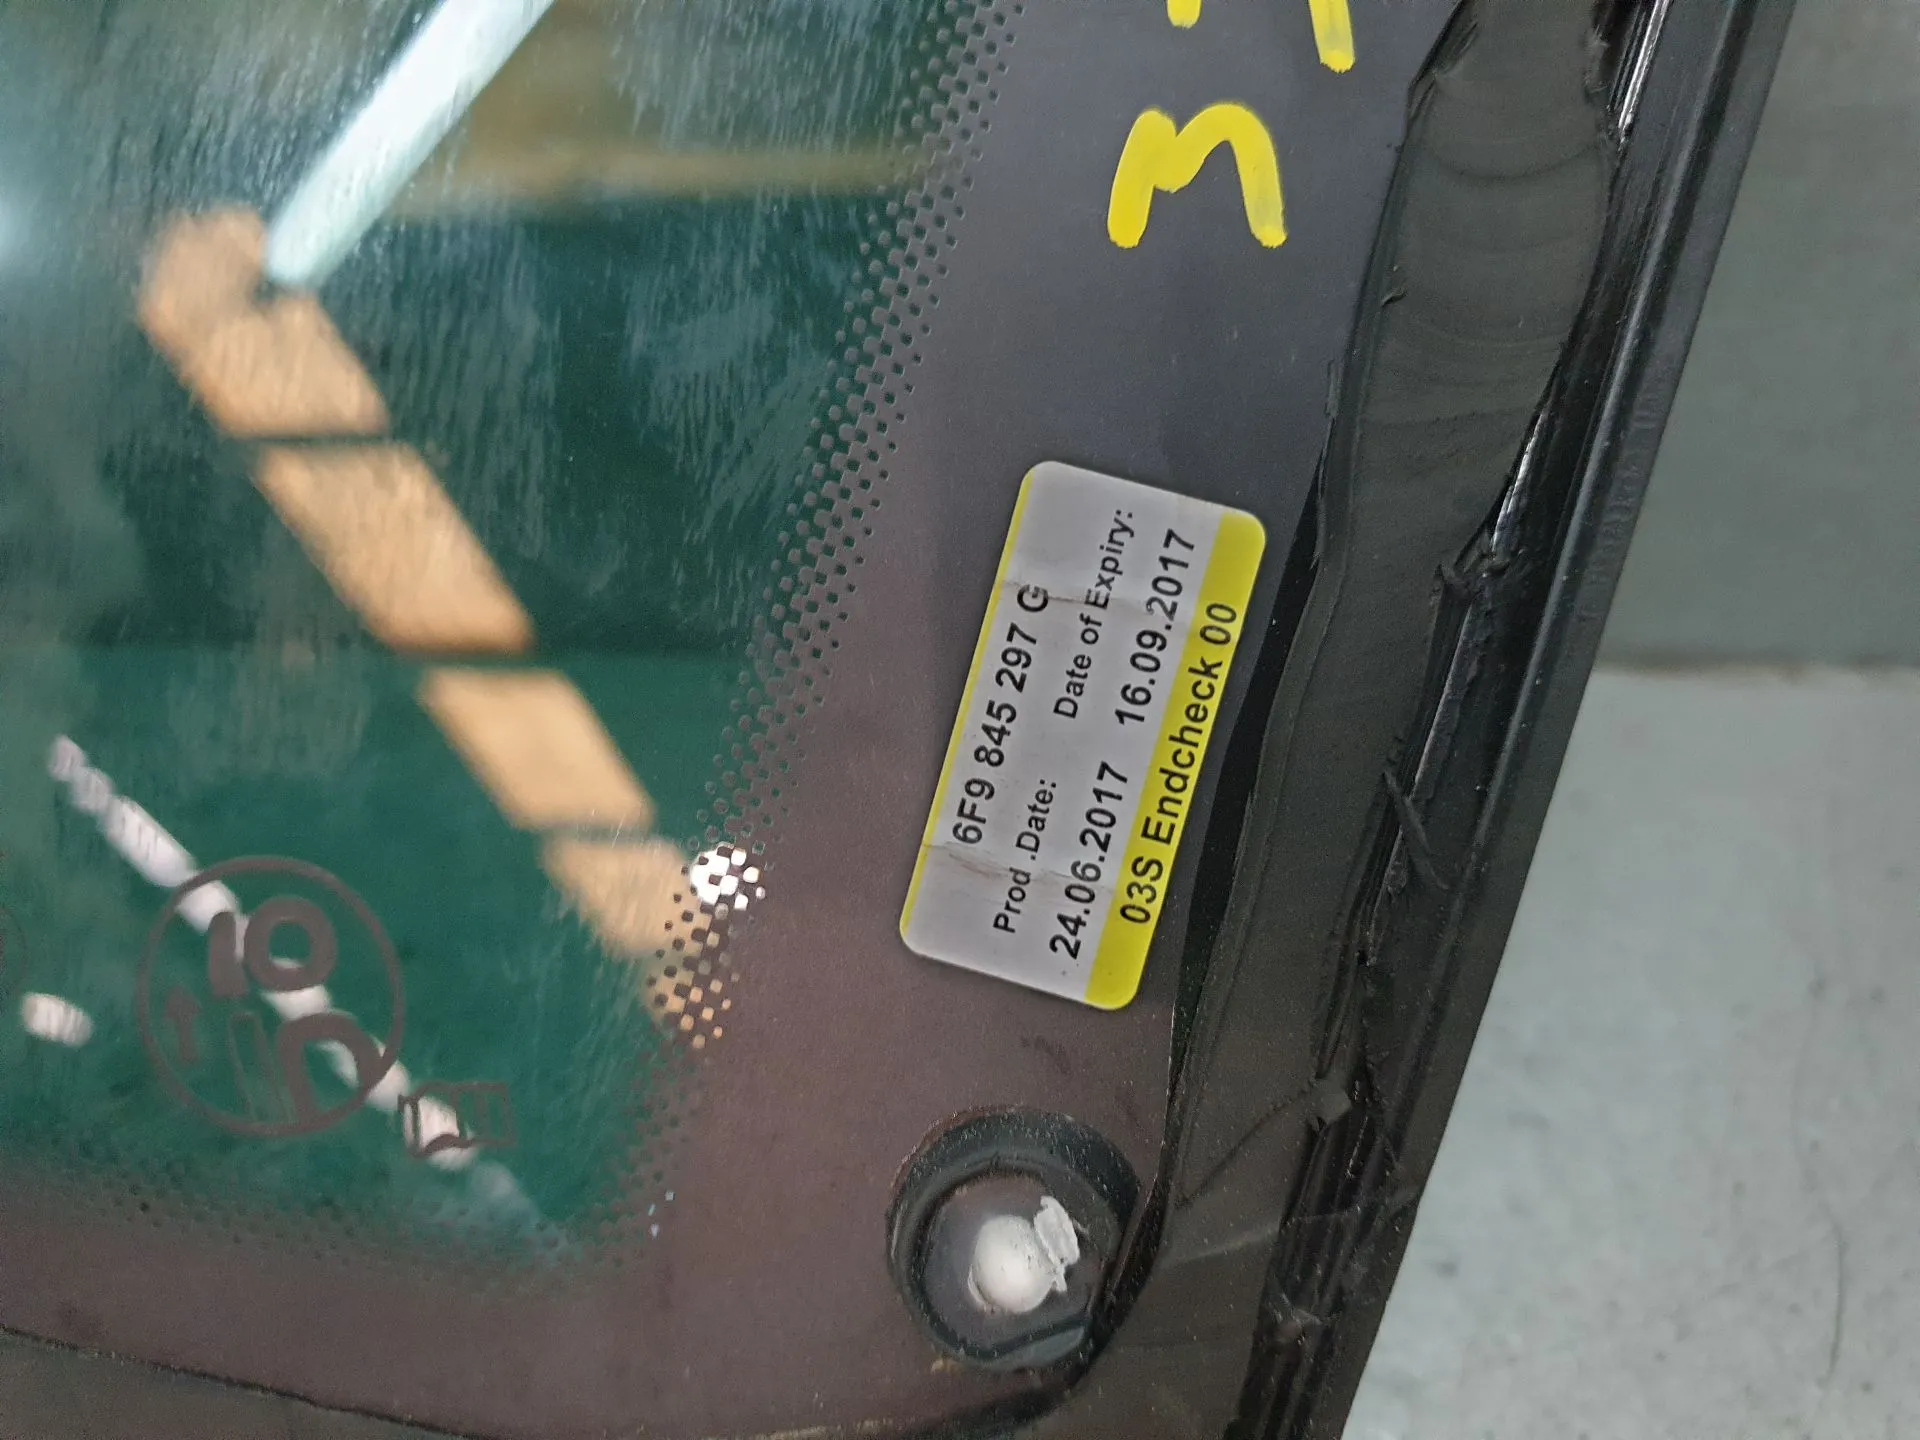 6F9 845 297 G
Prod .Date: Date of Expiry:
24.06.2017 16.09.2017
03S Endcheck 00